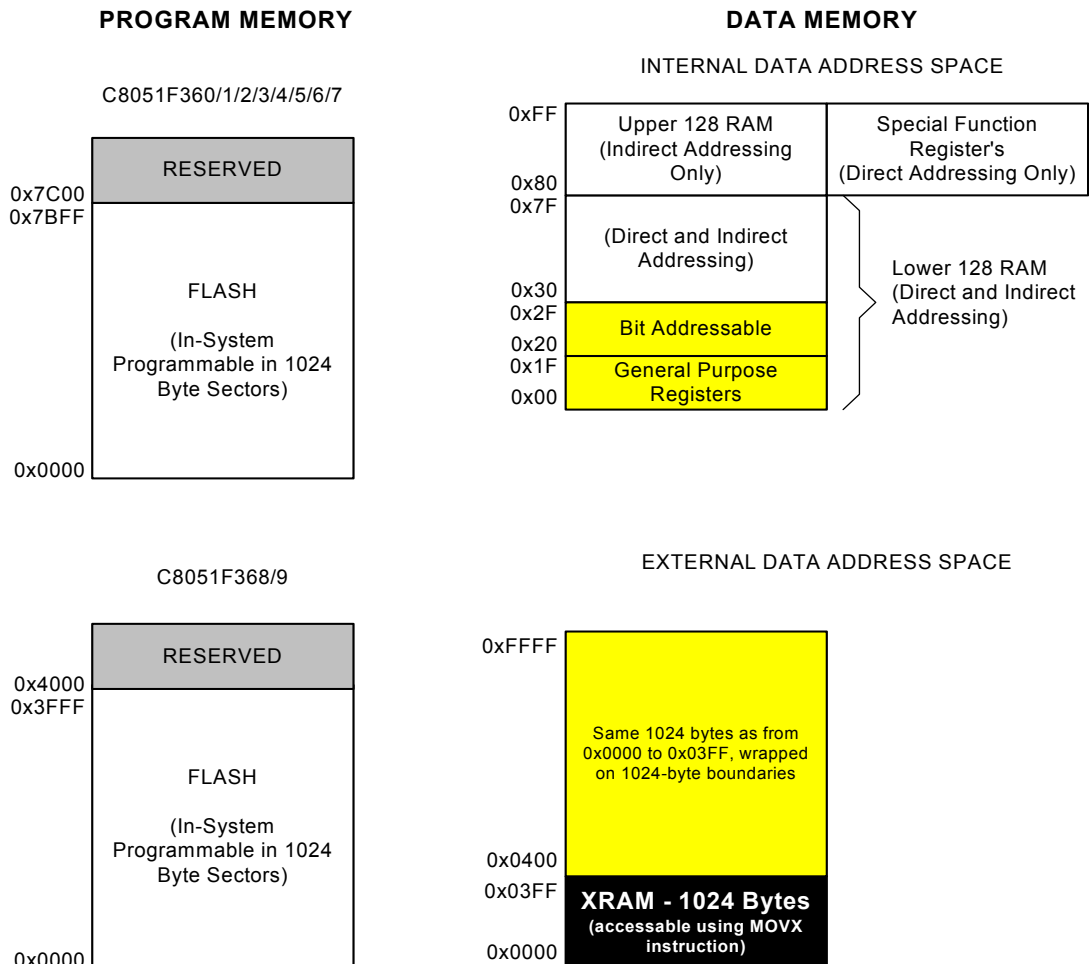 PROGRAM MEMORY
C8051F360/1/2/3/4/5/6/7
RESERVED
0x7C00
0x7BFF
FLASH
(In-System
Programmable in 1024
Byte Sectors)
0x0000
C8051F368/9
RESERVED
0x4000
0x3FFF
FLASH
(In-System
Programmable in 1024
Byte Sectors)
0x0000
DATA MEMORY
INTERNAL DATA ADDRESS SPACE
0xFF
Upper 128 RAM
(Indirect Addressing
Only)
Special Function
Register's
(Direct Addressing Only)
0x80
0x7F
(Direct and Indirect
Addressing)
Lower 128 RAM
(Direct and Indirect
Addressing)
0x30
0x2F
Bit Addressable
0x20
0x1F
General Purpose
Registers
0x00
EXTERNAL DATA ADDRESS SPACE
0xFFFF
Same 1024 bytes as from
0x0000 to 0x03FF, wrapped
on 1024-byte boundaries
0x0400
0x03FF
XRAM - 1024 Bytes
(accessable using MOVX
instruction)
0x0000